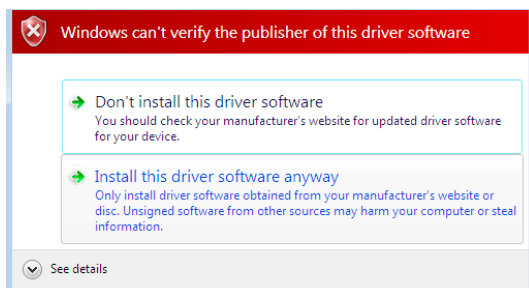 Windows can't verify the publisher of this driver software
Don't install this driver software
You should check your manufacturer's website for updated driver software
for your device.
Install this driver software anyway
Only install driver software obtained from your manufacturer's website or
disc. Unsigned software from other sources may harm your computer or steal
information.
See details